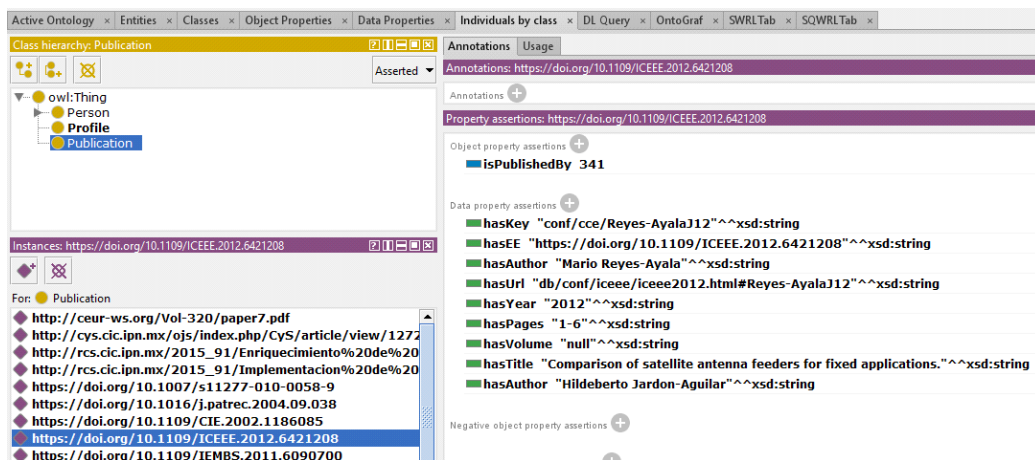 Active Ontology × Entities × Classes × Object Properties × Data Properties × Individuals by class × DL Query × OntoGraf × SWRLTab × SQWRLTab ×
Class hierarchy: Publication
Asserted
owl:Thing
Person
Profile
Publication
Instances: https://doi.org/10.1109/ICEEE.2012.6421208
For: Publication
http://ceur-ws.org/Vol-320/paper7.pdf
http://cys.cic.ipn.mx/ojs/index.php/CyS/article/view/1272
http://rcs.cic.ipn.mx/2015_91/Enriquecimiento%20de%20
http://rcs.cic.ipn.mx/2015_91/Implementacion%20de%20
https://doi.org/10.1007/s11277-010-0058-9
https://doi.org/10.1016/j.patrec.2004.09.038
https://doi.org/10.1109/CIE.2002.1186085
https://doi.org/10.1109/ICEEE.2012.6421208
https://doi.org/10.1109/IEMBS.2011.6090700
Annotations Usage
Annotations: https://doi.org/10.1109/ICEEE.2012.6421208
Annotations
Property assertions: https://doi.org/10.1109/ICEEE.2012.6421208
Object property assertions
isPublishedBy 341
Data property assertions
hasKey "conf/cce/Reyes-AyalaJ12"^^xsd:string
hasEE "https://doi.org/10.1109/ICEEE.2012.6421208"^^xsd:string
hasAuthor "Mario Reyes-Ayala"^^xsd:string
hasUrl "db/conf/iceee/iceee2012.html#Reyes-AyalaJ12"^^xsd:string
hasYear "2012"^^xsd:string
hasPages "1-6"^^xsd:string
hasVolume "null"^^xsd:string
hasTitle "Comparison of satellite antenna feeders for fixed applications."^^xsd:string
hasAuthor "Hildeberto Jardon-Aguilar"^^xsd:string
Negative object property assertions